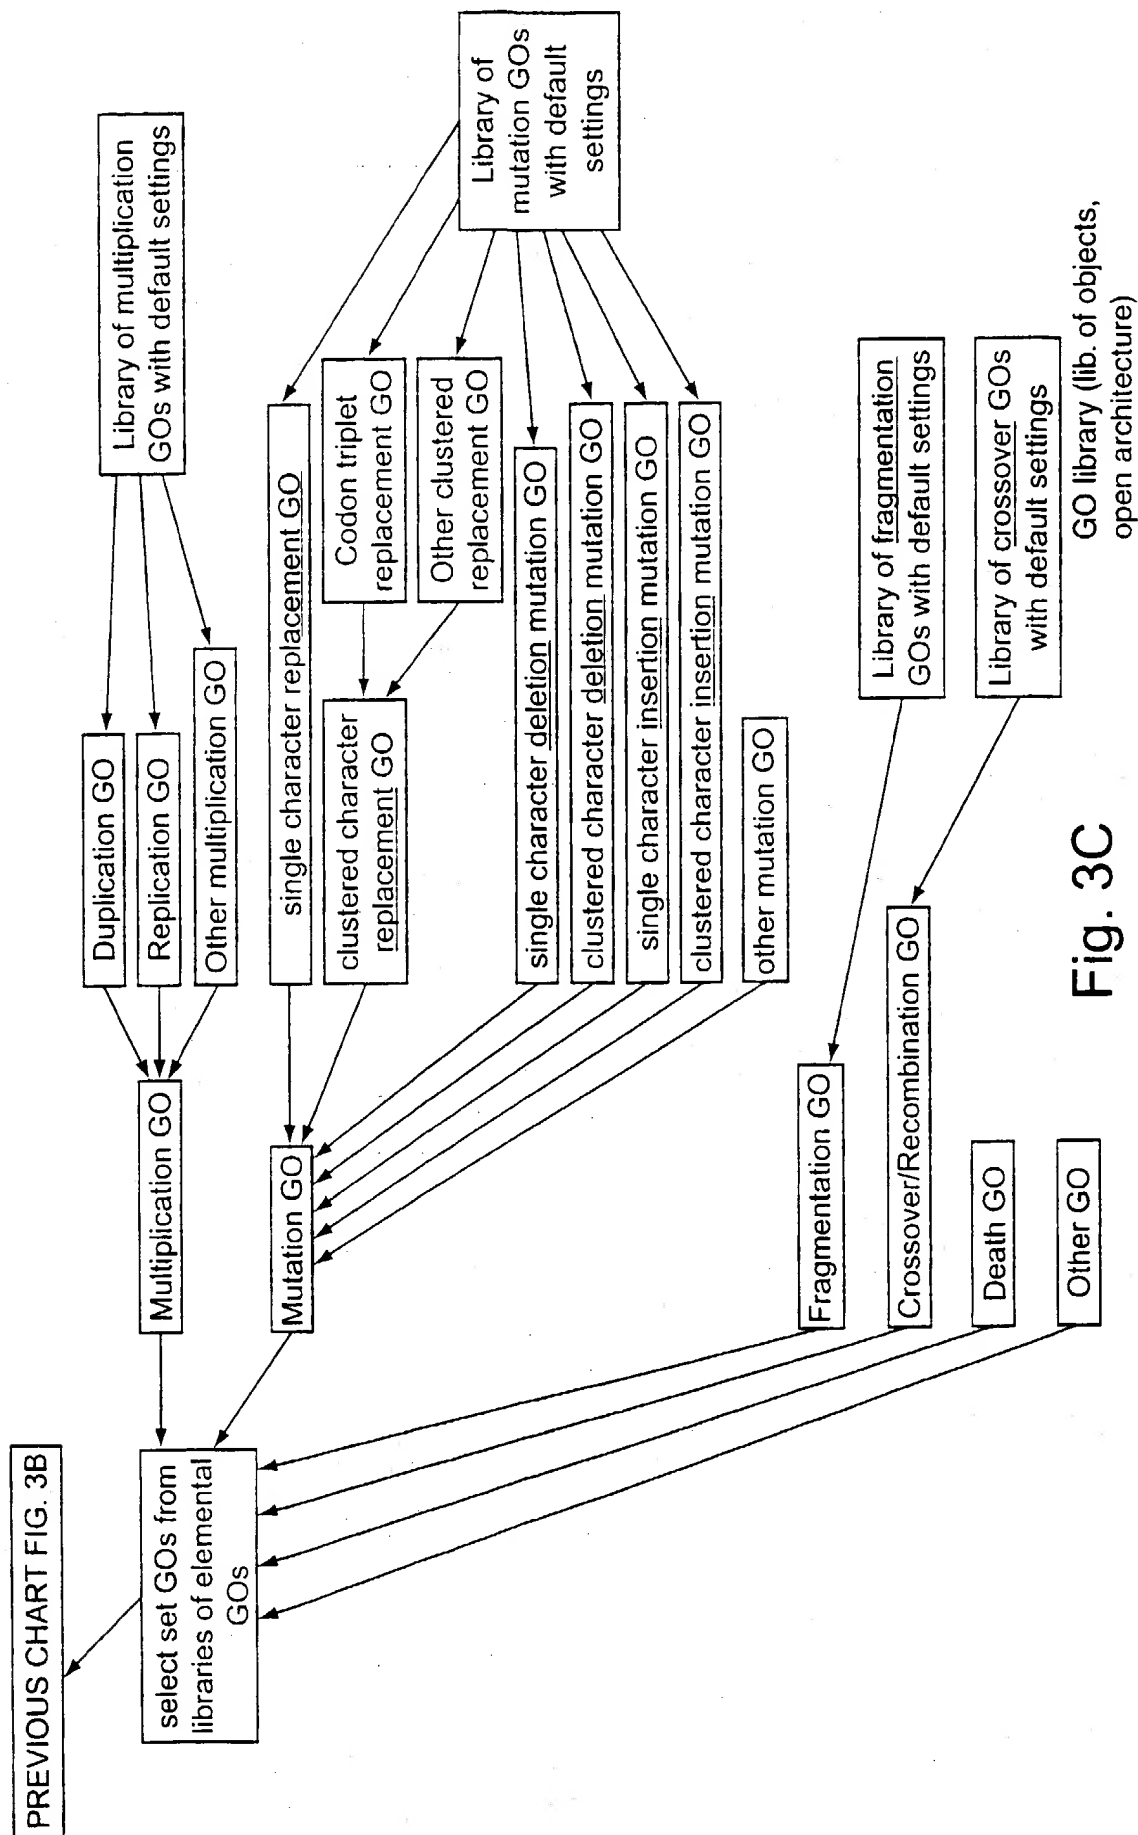 PREVIOUS CHART FIG. 3B
select set GOs from
libraries of elemental
GOs
Multiplication GO
Duplication GO
Replication GO
Other multiplication GO
Library of multiplication
GOs with default settings
Mutation GO
single character replacement GO
clustered character
replacement GO
Codon triplet
replacement GO
Other clustered
replacement GO
single character deletion mutation GO
clustered character deletion mutation GO
single character insertion mutation GO
clustered character insertion mutation GO
other mutation GO
Library of
mutation GOs
with default
settings
Fragmentation GO
Library of fragmentation
GOs with default settings
Crossover/Recombination GO
Library of crossover GOs
with default settings
Death GO
Other GO
GO library (lib. of objects,
open architecture)
Fig. 3C